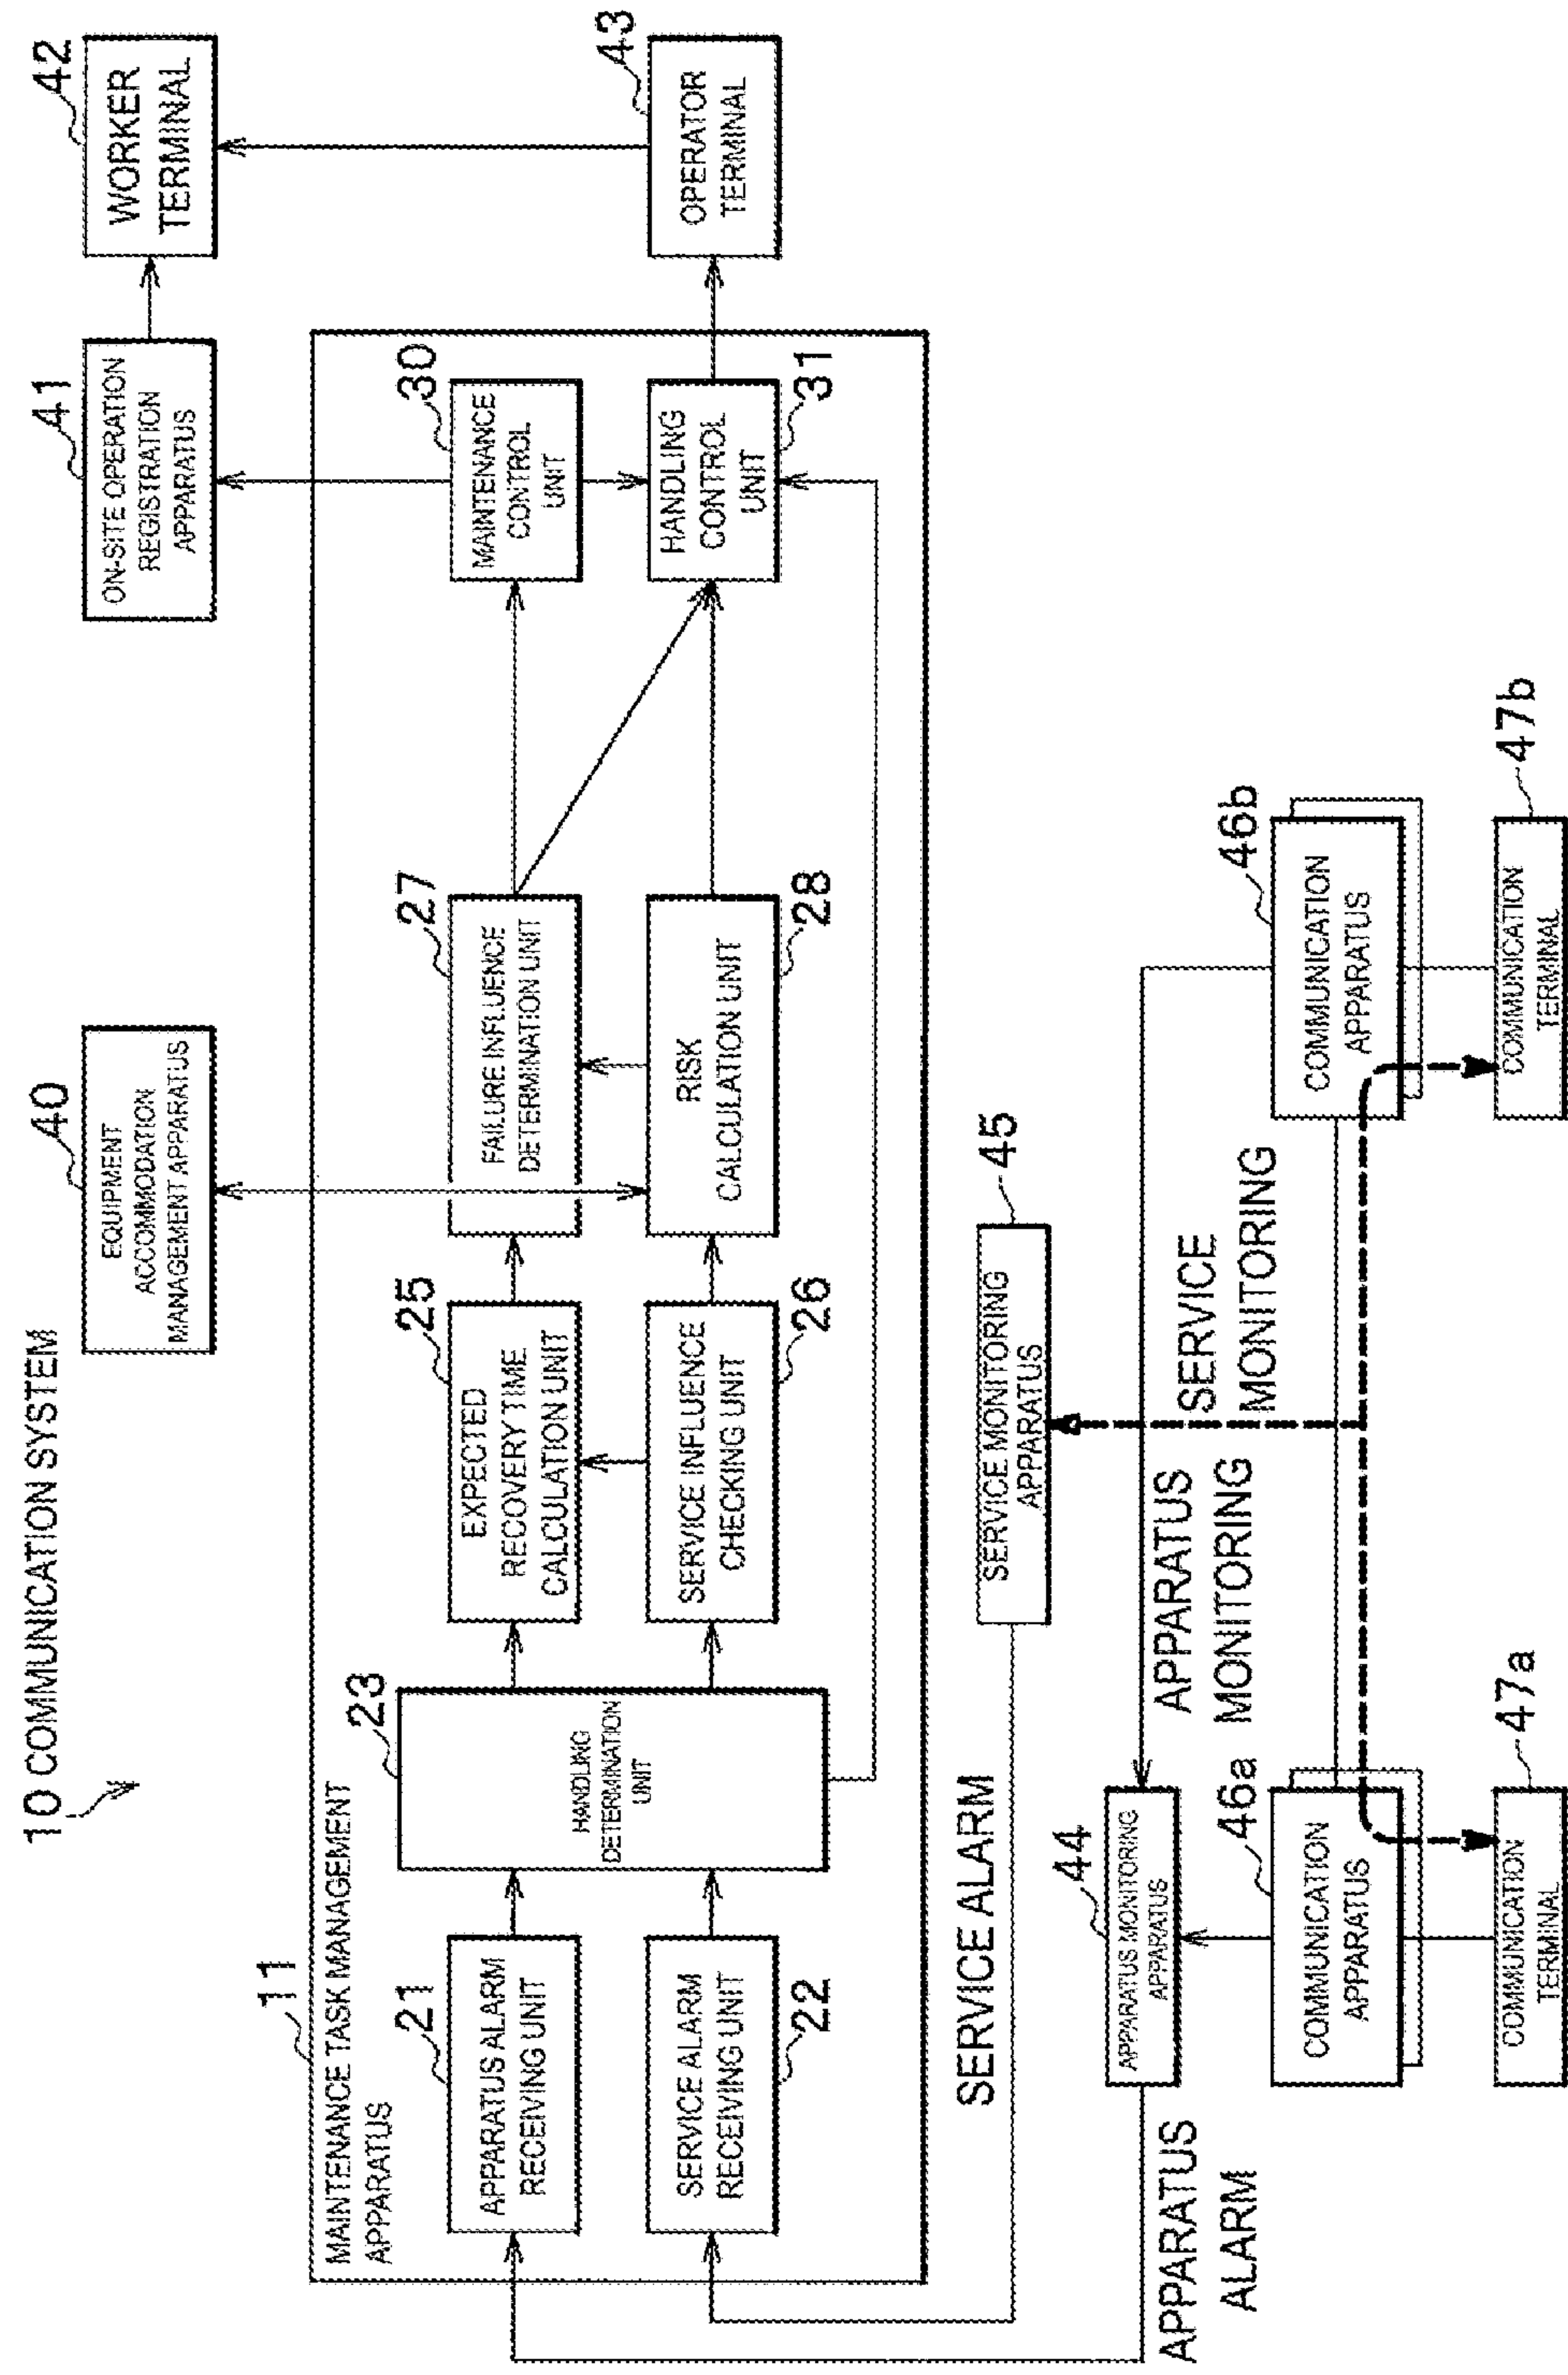 10 COMMUNICATION SYSTEM
40
EQUIPMENT
ACCOMMODATION
MANAGEMENT APPARATUS
41
ON-SITE OPERATION
REGISTRATION
APPARATUS
42
WORKER
TERMINAL
11
MAINTENANCE TASK MANAGEMENT
APPARATUS
21
APPARATUS ALARM
RECEIVING UNIT
23
HANDLING
DETERMINATION
UNIT
25
EXPECTED
RECOVERY TIME
CALCULATION UNIT
27
FAILURE INFLUENCE
DETERMINATION UNIT
30
MAINTENANCE
CONTROL
UNIT
SERVICE ALARM
RECEIVING UNIT
22
SERVICE INFLUENCE
CHECKING UNIT
26
RISK
CALCULATION UNIT
28
HANDLING
CONTROL
UNIT
31
43
OPERATOR
TERMINAL
SERVICE ALARM
SERVICE MONITORING
APPARATUS
45
APPARATUS
ALARM
44
APPARATUS MONITORING
APPARATUS
APPARATUS
MONITORING
SERVICE
MONITORING
46a
COMMUNICATION
APPARATUS
46b
COMMUNICATION
APPARATUS
COMMUNICATION
TERMINAL
47a
COMMUNICATION
TERMINAL
47b